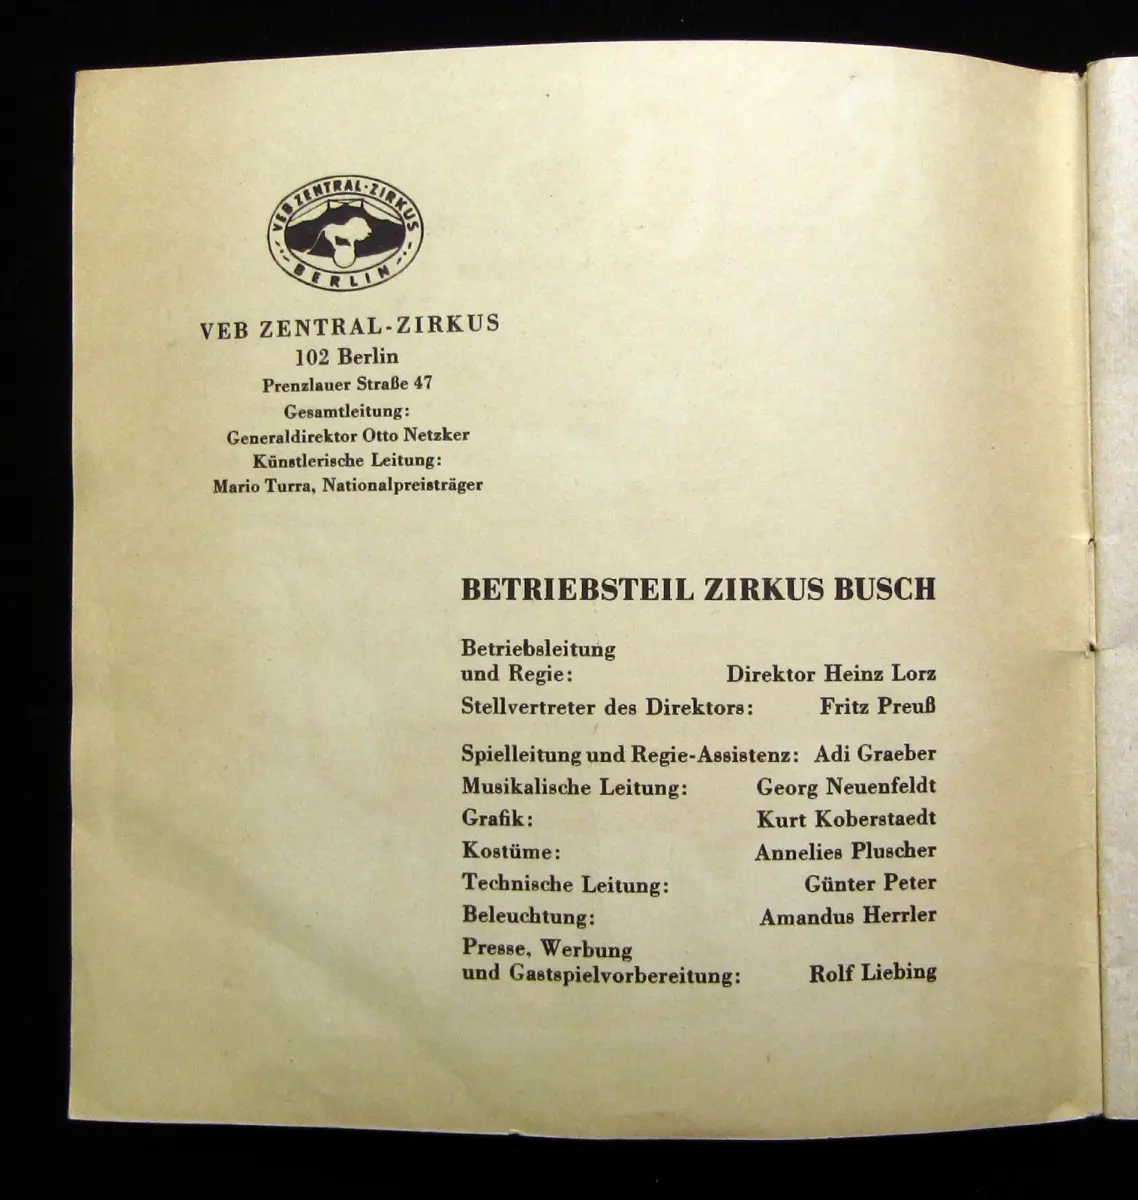 VEB ZENTRAL-ZIRKUS
BERLIN
VEB ZENTRAL-ZIRKUS
102 Berlin
Prenzlauer Straße 47
Gesamtleitung:
Generaldirektor Otto Netzker
Künstlerische Leitung:
Mario Turra, Nationalpreisträger
BETRIEBSTEIL ZIRKUS BUSCH
Betriebsleitung
und Regie: Direktor Heinz Lorz
Stellvertreter des Direktors: Fritz Preuß
Spielleitung und Regie-Assistenz: Adi Graeber
Musikalische Leitung: Georg Neuenfeldt
Grafik: Kurt Koberstaedt
Kostüme: Annelies Pluscher
Technische Leitung: Günter Peter
Beleuchtung: Amandus Herrler
Presse, Werbung
und Gastspielvorbereitung: Rolf Liebing